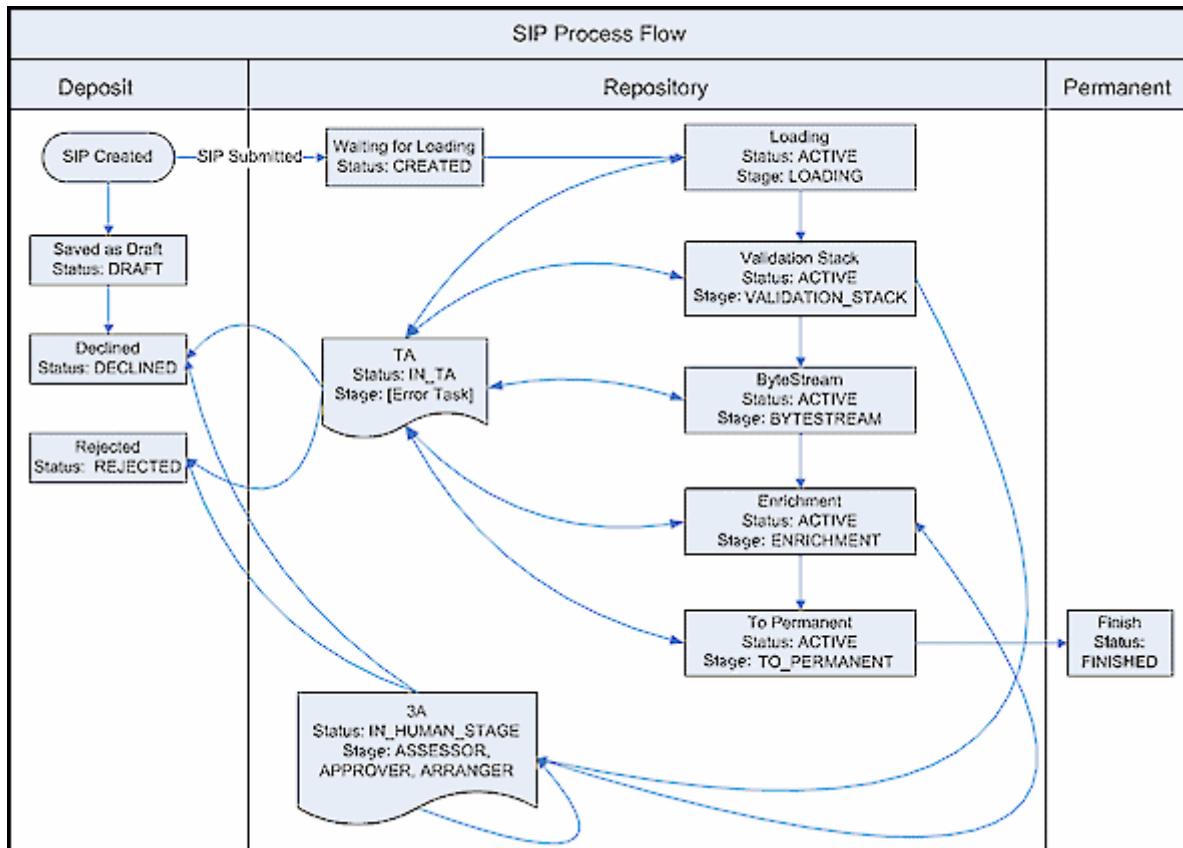 SIP Process Flow
Deposit
Repository
Permanent
SIP Created
SIP Submitted
Waiting for Loading
Status: CREATED
Loading
Status: ACTIVE
Stage: LOADING
Saved as Draft
Status: DRAFT
Validation Stack
Status: ACTIVE
Stage: VALIDATION_STACK
Declined
Status: DECLINED
TA
Status: IN_TA
Stage: [Error Task]
ByteStream
Status: ACTIVE
Stage: BYTESTREAM
Rejected
Status: REJECTED
Enrichment
Status: ACTIVE
Stage: ENRICHMENT
To Permanent
Status: ACTIVE
Stage: TO_PERMANENT
Finish
Status:
FINISHED
3A
Status: IN_HUMAN_STAGE
Stage: ASSESSOR,
APPROVER, ARRANGER